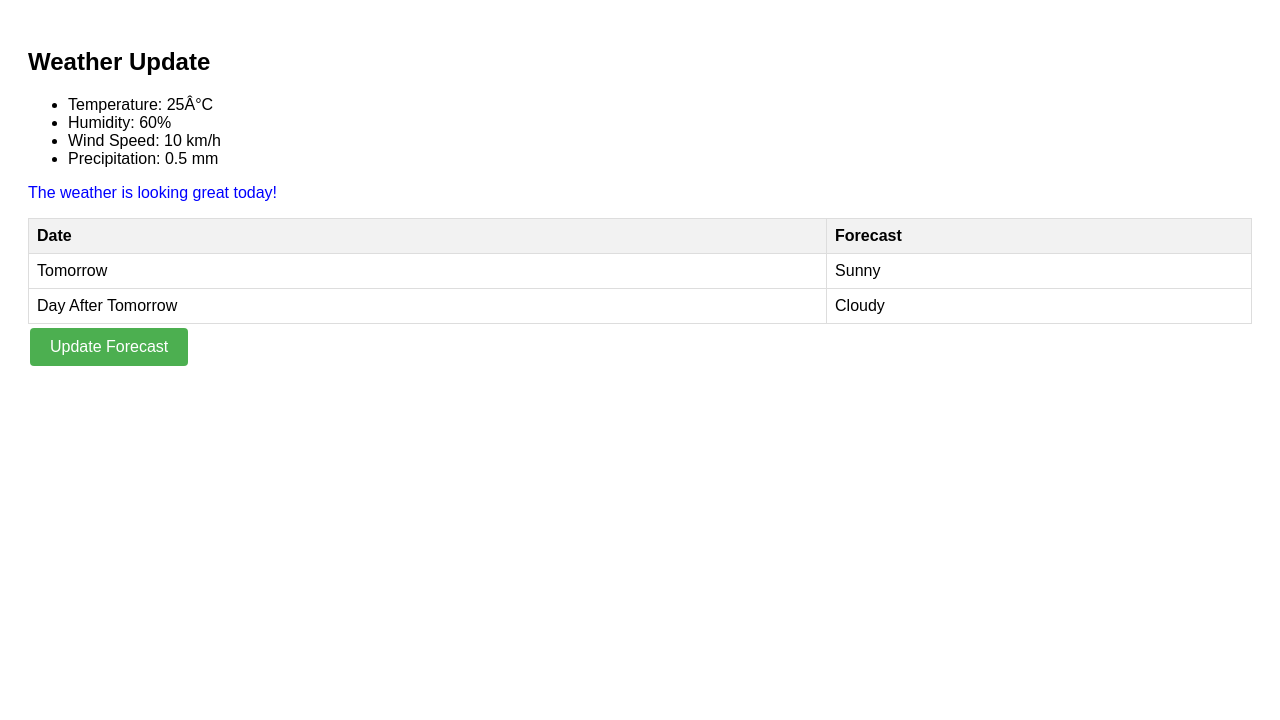 Weather Update
Temperature: 25Â°C
Humidity: 60%
Wind Speed: 10 km/h
Precipitation: 0.5 mm
The weather is looking great today!
Date Forecast
Tomorrow Sunny
Day After Tomorrow Cloudy
Update Forecast